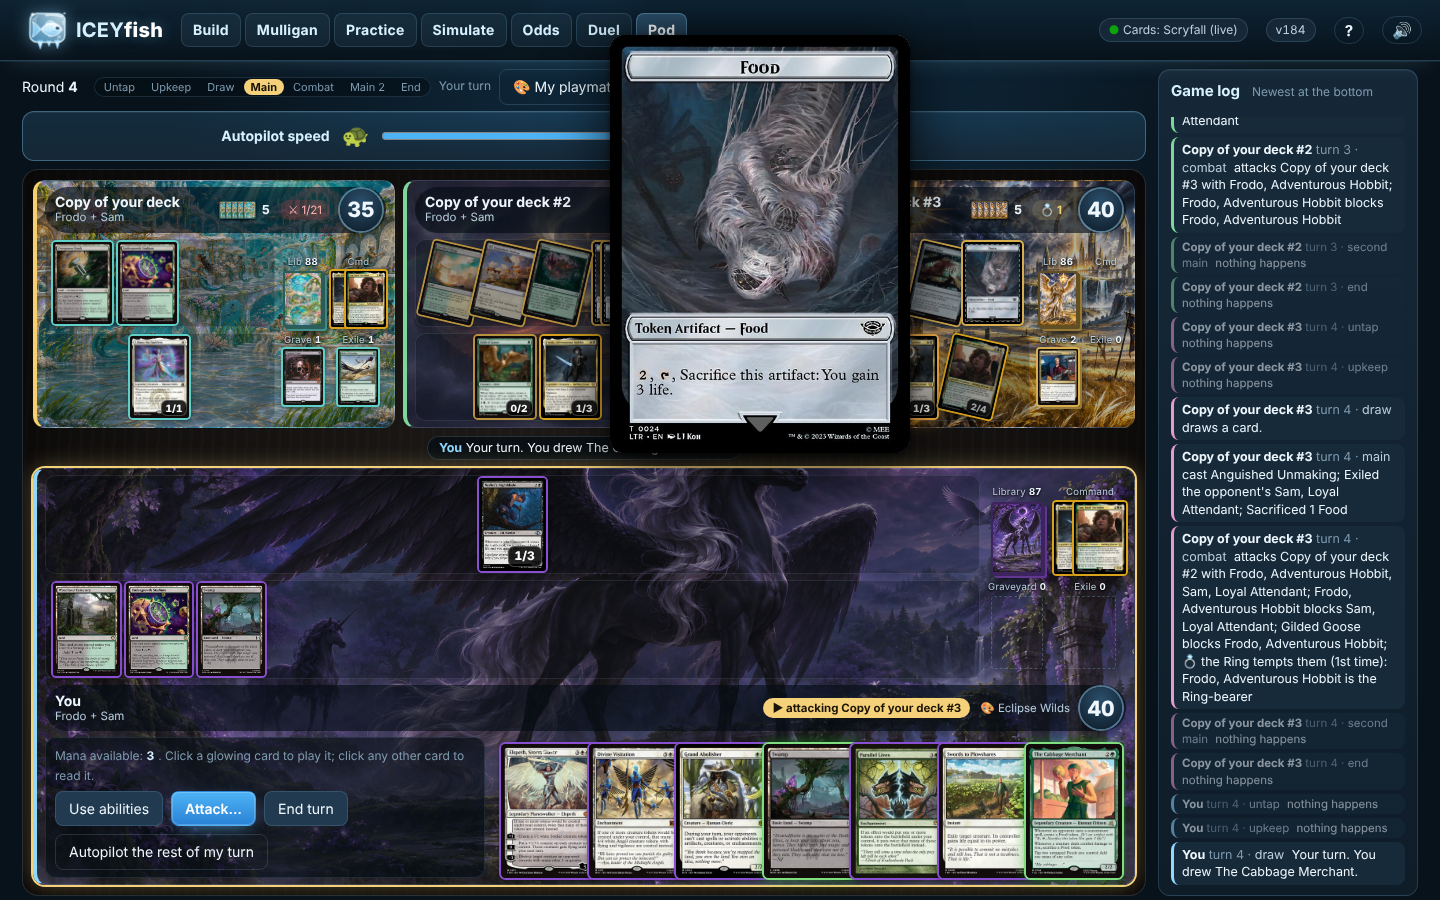 ICEYfish
Build
Mulligan
Practice
Simulate
Odds
Duel
Pod
Cards: Scryfall (live)
v184
?
Round 4
Untap
Upkeep
Draw
Main
Combat
Main 2
End
Your turn
My playmat
Autopilot speed
Copy of your deck
Frodo + Sam
5
1/21
35
Lib 88
Cmd
Grave 1
Exile 1
1/1
Copy of your deck #2
Frodo + Sam
0/2
1/3
k #3
5
1
40
Lib 86
Cmd
Grave 2
Exile 0
1/3
2/4
Food
Token Artifact — Food
2, Sacrifice this artifact: You gain
3 life.
T 0024
LTR • EN
© MEE
™ & © 2023 Wizards of the Coast
You Your turn. You drew The
1/3
Library 87
Command
Graveyard 0
Exile 0
You
Frodo + Sam
▶ attacking Copy of your deck #3
Eclipse Wilds
40
Mana available: 3 . Click a glowing card to play it; click any other card to
read it.
Use abilities
Attack...
End turn
Autopilot the rest of my turn
Divine Visitation
Grand Abolisher
Swamp
Parallel Lives
Swords to Plowshares
The Cabbage Merchant
Game log
Newest at the bottom
Attendant
Copy of your deck #2 turn 3 ·
combat attacks Copy of your deck
#3 with Frodo, Adventurous Hobbit;
Frodo, Adventurous Hobbit blocks
Frodo, Adventurous Hobbit
Copy of your deck #2 turn 3 · second
main nothing happens
Copy of your deck #2 turn 3 · end
nothing happens
Copy of your deck #3 turn 4 · untap
nothing happens
Copy of your deck #3 turn 4 · upkeep
nothing happens
Copy of your deck #3 turn 4 · draw
draws a card.
Copy of your deck #3 turn 4 · main
cast Anguished Unmaking; Exiled
the opponent's Sam, Loyal
Attendant; Sacrificed 1 Food
Copy of your deck #3 turn 4 ·
combat attacks Copy of your deck
#2 with Frodo, Adventurous Hobbit,
Sam, Loyal Attendant; Frodo,
Adventurous Hobbit blocks Sam,
Loyal Attendant; Gilded Goose
blocks Frodo, Adventurous Hobbit;
the Ring tempts them (1st time):
Frodo, Adventurous Hobbit is the
Ring-bearer
Copy of your deck #3 turn 4 · second
main nothing happens
Copy of your deck #3 turn 4 · end
nothing happens
You turn 4 · untap nothing happens
You turn 4 · upkeep nothing happens
You turn 4 · draw Your turn. You
drew The Cabbage Merchant.